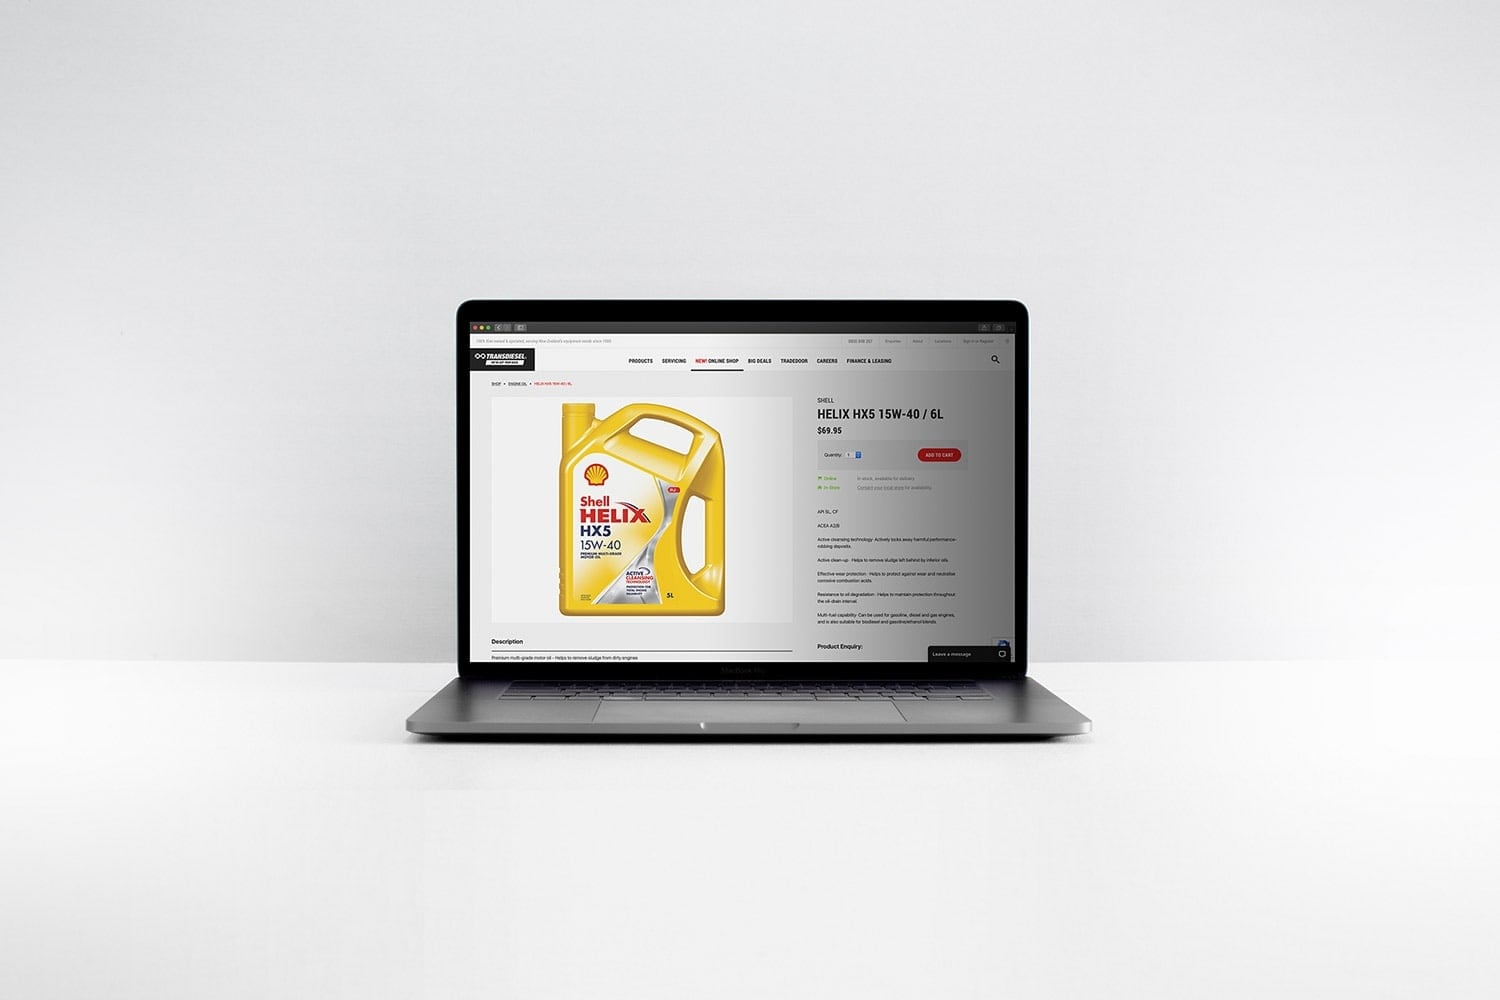 100% Kiwi owned & operated, serving New Zealand's equipment needs since 1980
0800 848 267 Enquiries About Locations Sign in or Register
TRANSDIESEL
WE'VE GOT YOUR BACK
PRODUCTS SERVICING NEW! ONLINE SHOP BIG DEALS TRADEDOOR CAREERS FINANCE & LEASING
SHOP ENGINE OIL HELIX HX5 15W-40 / 6L
Shell
HELIX
HX5
15W-40
PREMIUM MULTI-GRADE
MOTOR OIL
ACTIVE
CLEANSING
TECHNOLOGY
5L
SHELL
HELIX HX5 15W-40 / 6L
$69.95
Quantity: 1 ADD TO CART
Online In stock, available for delivery
In-Store Contact your local store for availability
API SL, CF
ACEA A2/B
Active cleansing technology- Actively locks away harmful performance-
robbing deposits.
Active clean-up - Helps to remove sludge left behind by inferior oils.
Effective wear protection - Helps to protect against wear and neutralise
corrosive combustion acids.
Resistance to oil degradation - Helps to maintain protection throughout
the oil-drain interval.
Multi-fuel capability- Can be used for gasoline, diesel and gas engines,
and is also suitable for biodiesel and gasoline/ethanol blends.
Product Enquiry:
Leave a message
Description
Premium multi-grade motor oil - Helps to remove sludge from dirty engines
MacBook Pro